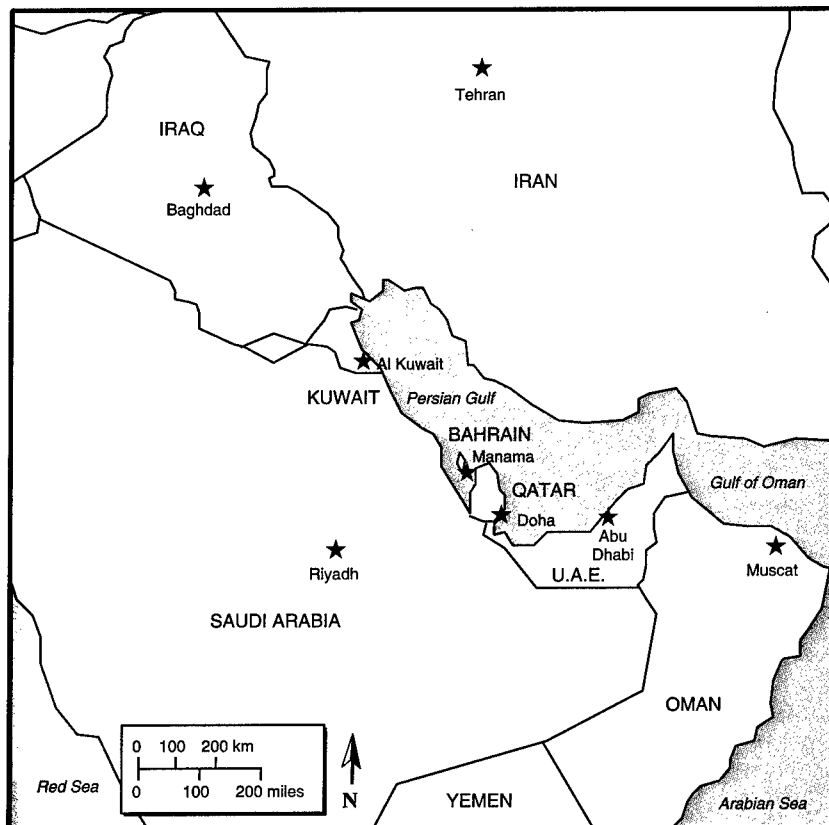 Tehran
IRAQ
IRAN
Baghdad
Al Kuwait
KUWAIT
Persian Gulf
BAHRAIN
Manama
QATAR
Gulf of Oman
Doha
Abu
Dhabi
Muscat
Riyadh
U.A.E.
SAUDI ARABIA
OMAN
0 100 200 km
0 100 200 miles
N
Red Sea
YEMEN
Arabian Sea